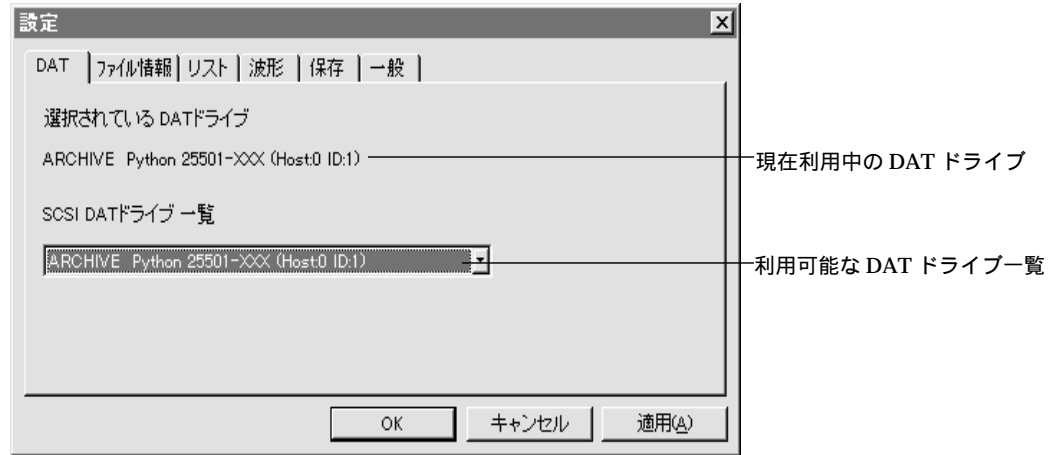 設定
DAT ファイル情報 リスト 波形 保存 一般
選択されている DATドライブ
ARCHIVE Python 25501-XXX (Host:0 ID:1)
現在利用中の DAT ドライブ
SCSI DATドライブ 一覧
ARCHIVE Python 25501-XXX (Host:0 ID:1)
利用可能な DAT ドライブ一覧
OK キャンセル 適用(A)